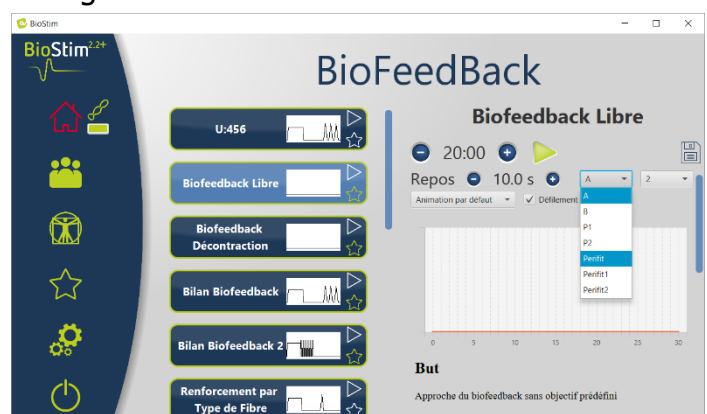 BioStim
BioStim 2.2+
BioFeedBack
U:456
Biofeedback Libre
Biofeedback
Décontraction
Bilan Biofeedback
Bilan Biofeedback 2
Renforcement par
Type de Fibre
Biofeedback Libre
20:00
Repos 10.0 s A 2
Animation par défaut Défilement
A
B
P1
P2
Perifit
Perifit1
Perifit2
0 5 10 15 20 25 30
But
Approche du biofeedback sans objectif prédéfini